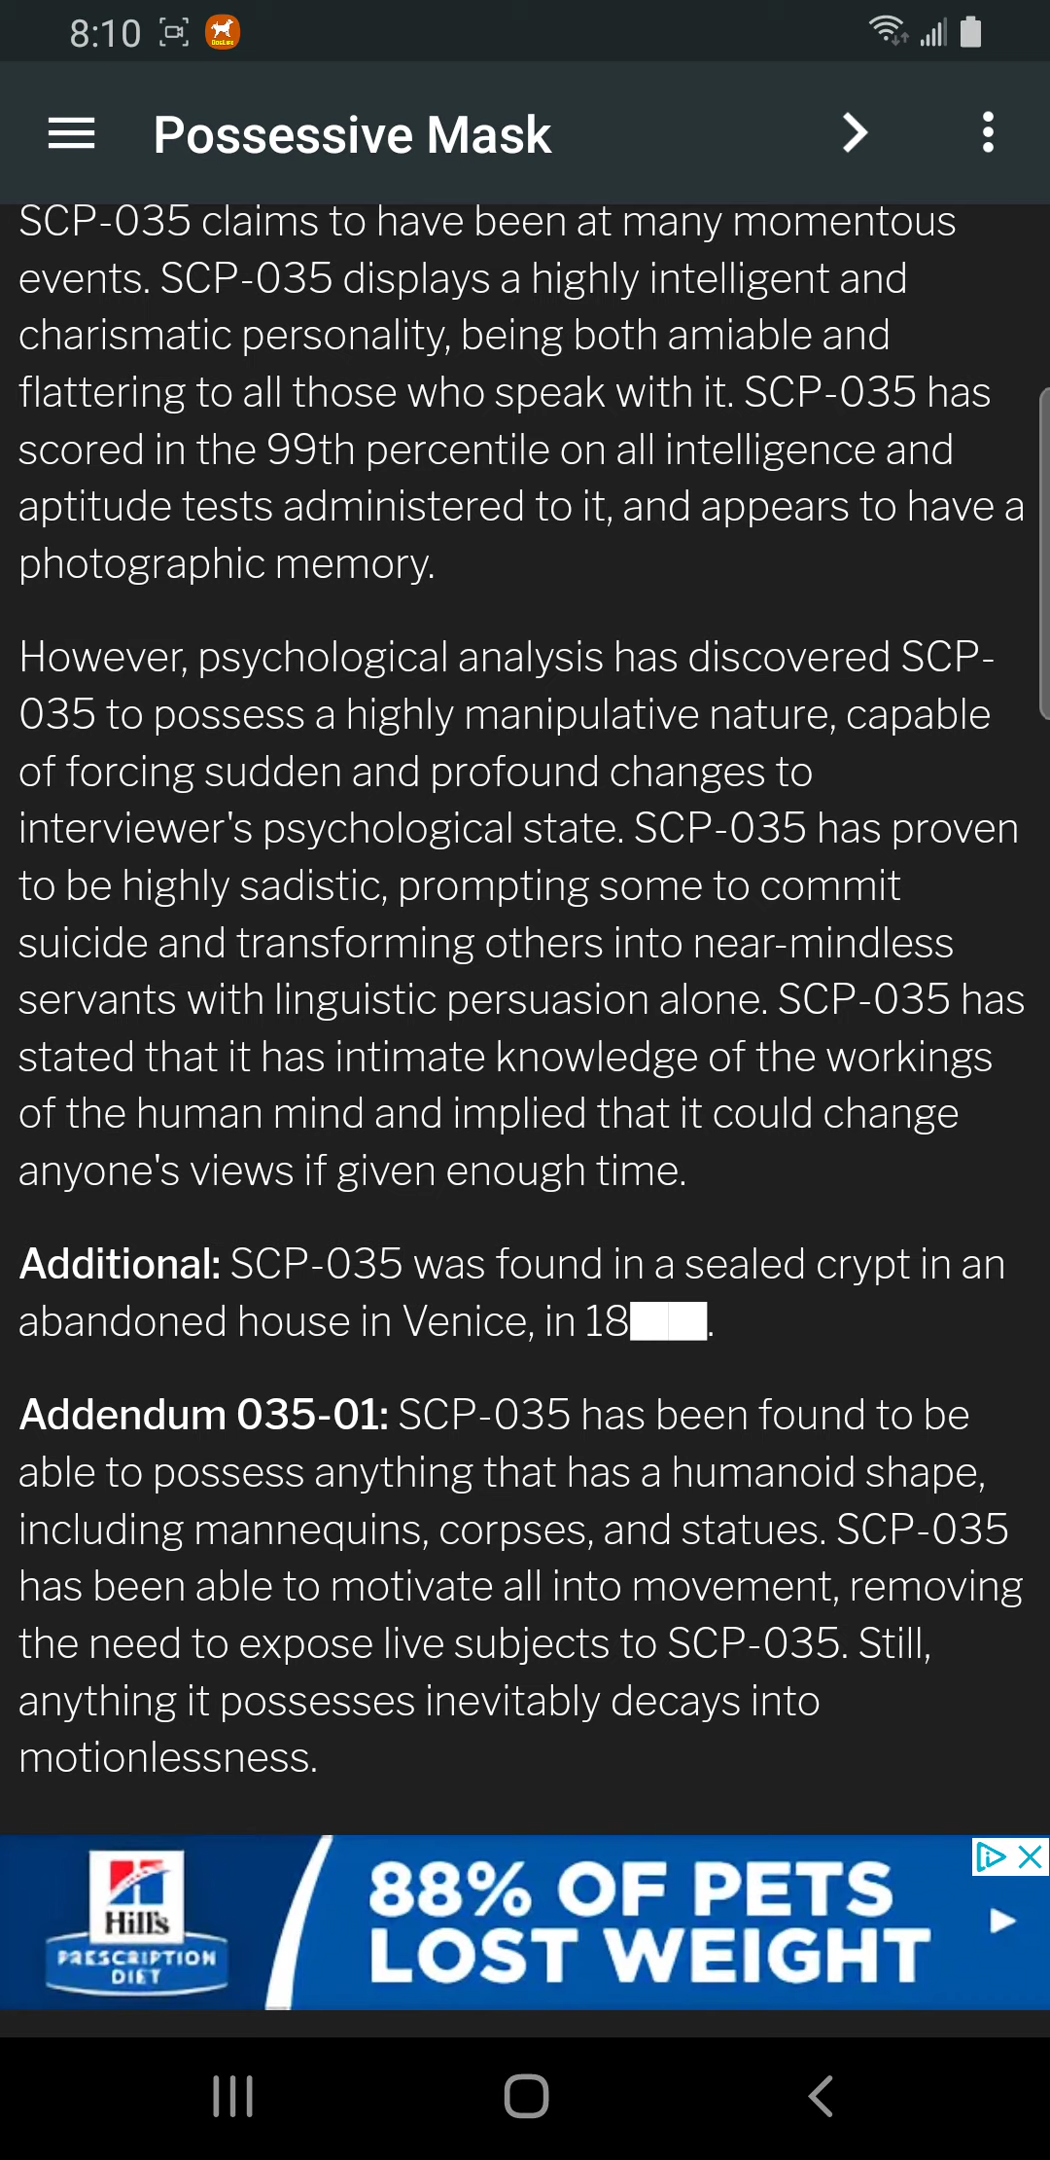 8:10
DOGLIFE
Possessive Mask
SCP-035 claims to have been at many momentous
events. SCP-035 displays a highly intelligent and
charismatic personality, being both amiable and
flattering to all those who speak with it. SCP-035 has
scored in the 99th percentile on all intelligence and
aptitude tests administered to it, and appears to have a
photographic memory.
However, psychological analysis has discovered SCP-
035 to possess a highly manipulative nature, capable
of forcing sudden and profound changes to
interviewer's psychological state. SCP-035 has proven
to be highly sadistic, prompting some to commit
suicide and transforming others into near-mindless
servants with linguistic persuasion alone. SCP-035 has
stated that it has intimate knowledge of the workings
of the human mind and implied that it could change
anyone's views if given enough time.
Additional: SCP-035 was found in a sealed crypt in an
abandoned house in Venice, in 18██.
Addendum 035-01: SCP-035 has been found to be
able to possess anything that has a humanoid shape,
including mannequins, corpses, and statues. SCP-035
has been able to motivate all into movement, removing
the need to expose live subjects to SCP-035. Still,
anything it possesses inevitably decays into
motionlessness.
Hill's
PRESCRIPTION
DIET
88% OF PETS
LOST WEIGHT